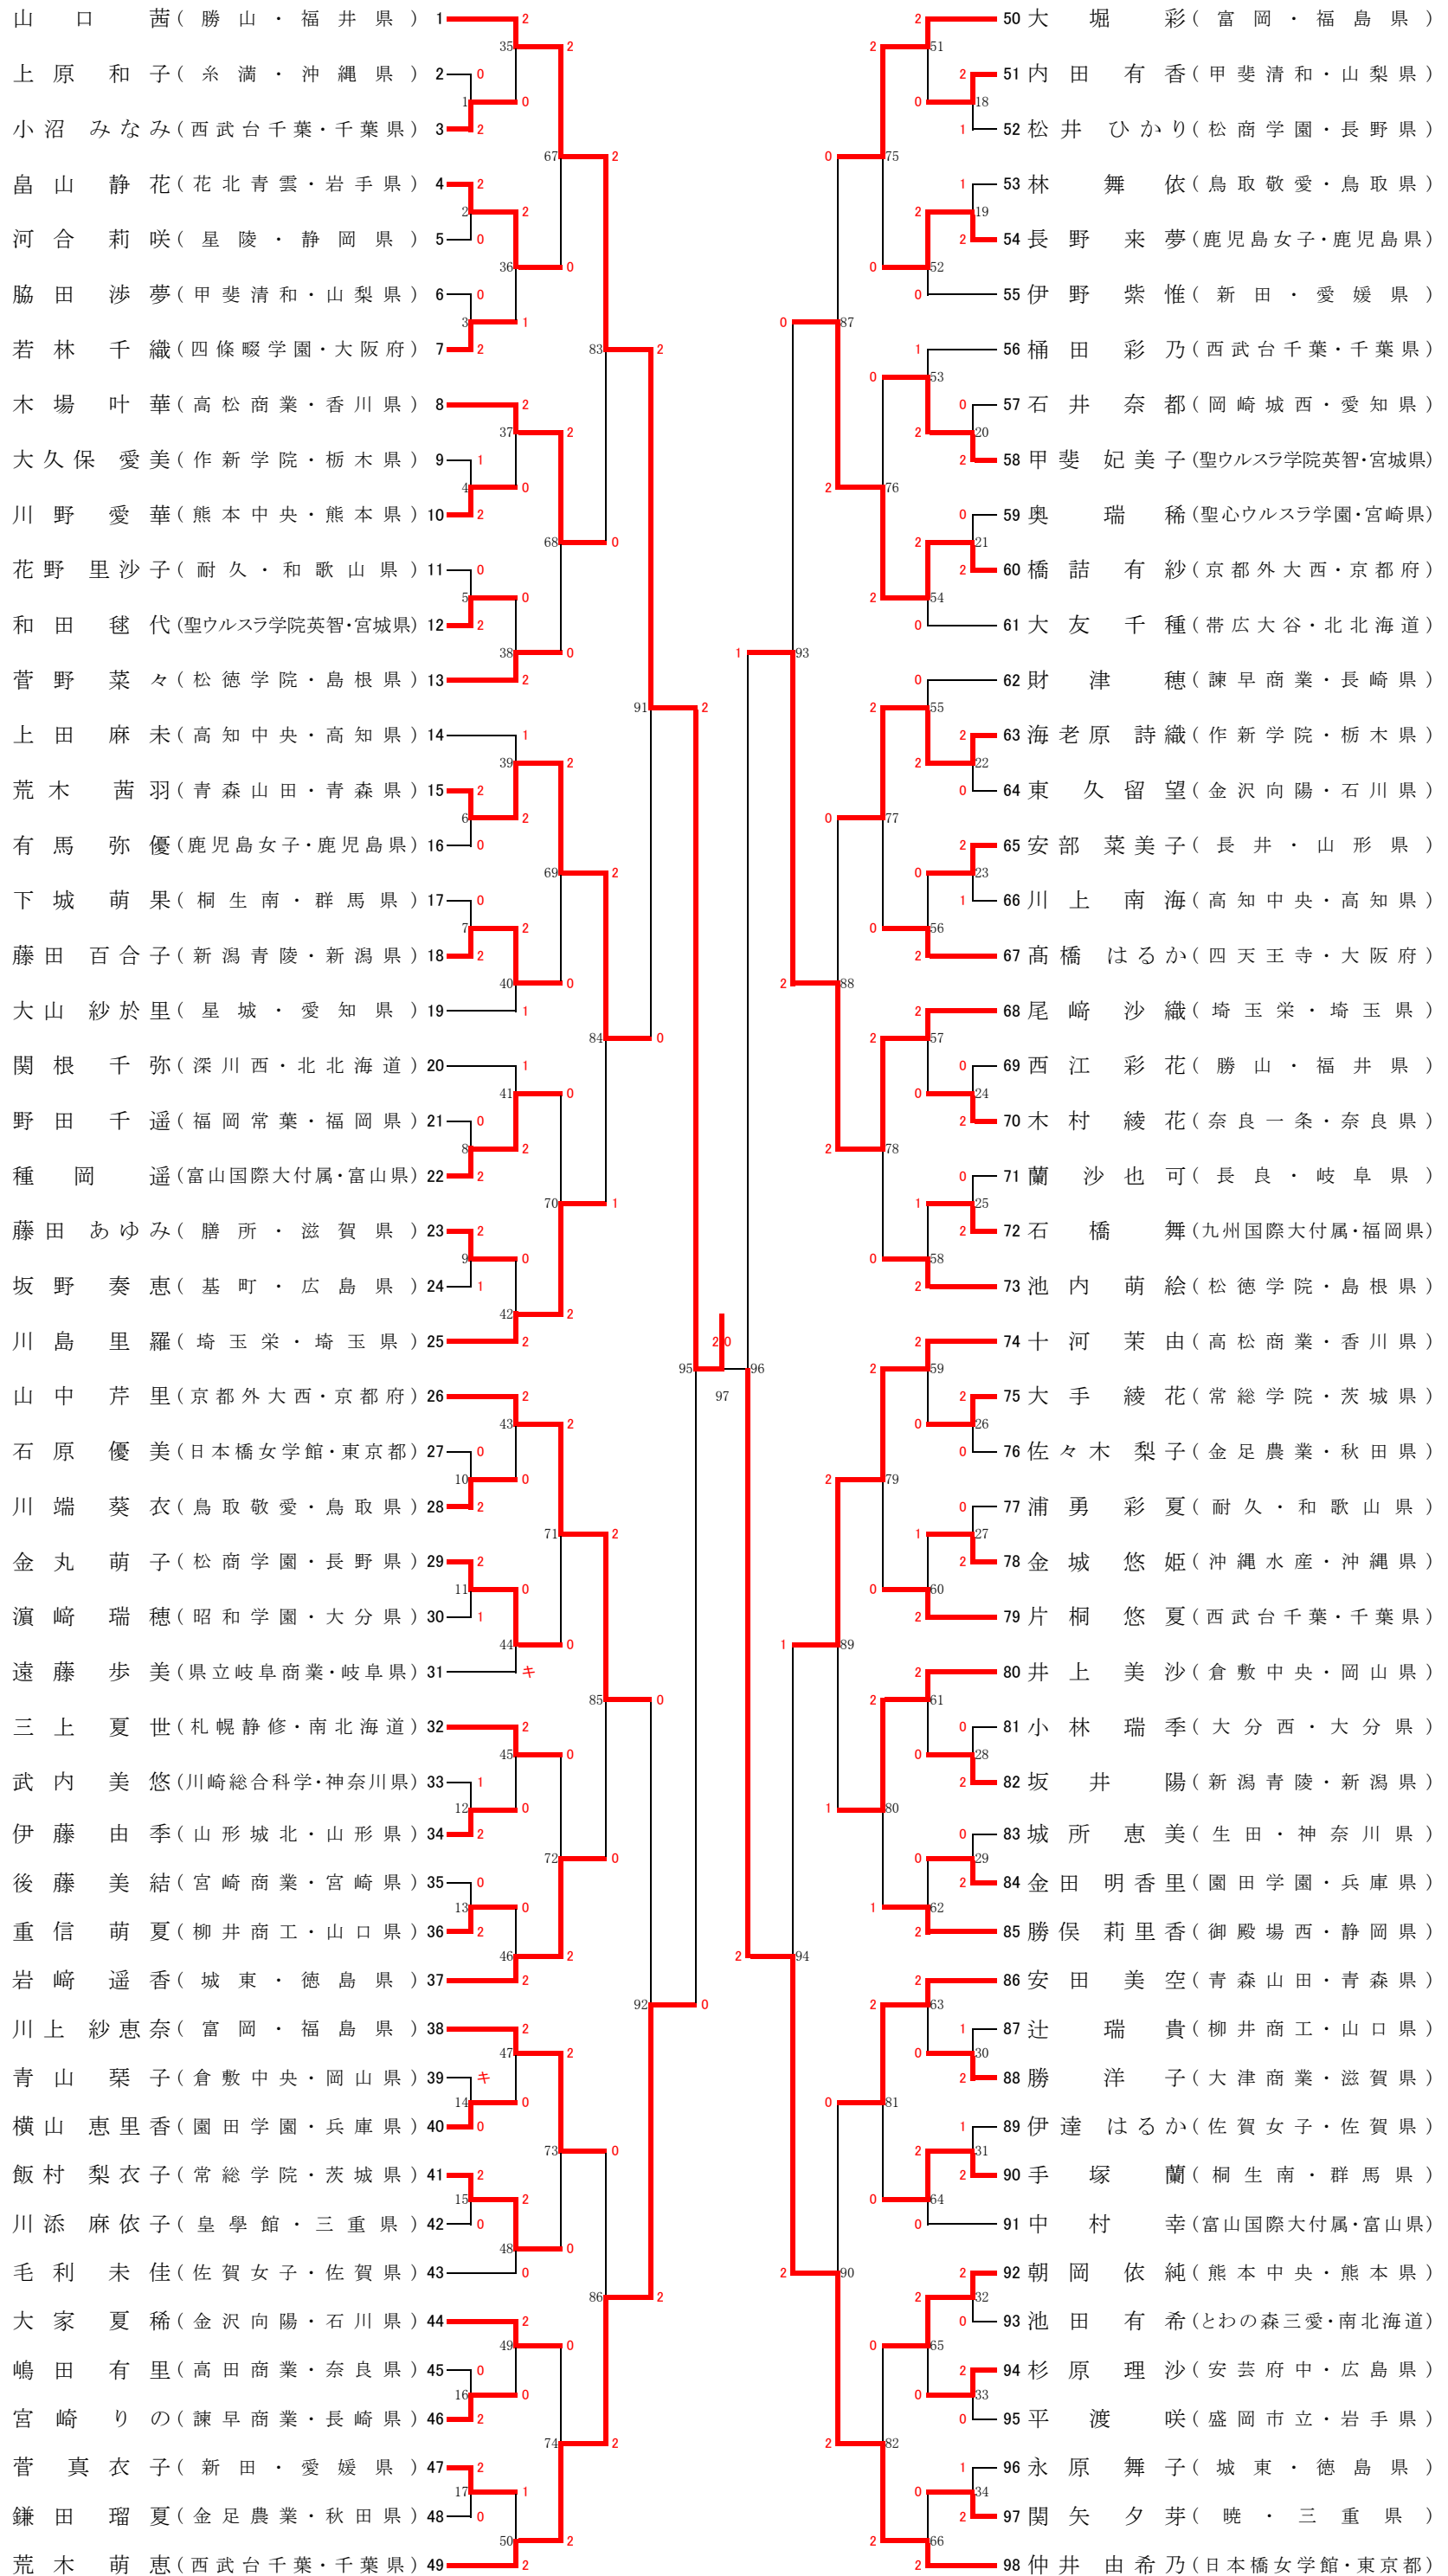 山口 茜 (勝山・福井県) 1
上原 和子 (糸満・沖縄県) 2
小沼 みなみ (西武台千葉・千葉県) 3
畠山 静花 (花北青雲・岩手県) 4
河合 莉咲 (星陵・静岡県) 5
脇田 渉夢 (甲斐清和・山梨県) 6
若林 千織 (四條畷学園・大阪府) 7
木場 叶華 (高松商業・香川県) 8
大久保 愛美 (作新学院・栃木県) 9
川野 愛華 (熊本中央・熊本県) 10
花野 里沙子 (耐久・和歌山県) 11
和田 毬代 (聖ウルスラ学院英智・宮城県) 12
菅野 菜々 (松徳学院・島根県) 13
上田 麻未 (高知中央・高知県) 14
荒木 茜羽 (青森山田・青森県) 15
有馬 弥優 (鹿児島女子・鹿児島県) 16
下城 萌果 (桐生南・群馬県) 17
藤田 百合子 (新潟青陵・新潟県) 18
大山 紗於里 (星城・愛知県) 19
関根 千弥 (深川西・北北海道) 20
野田 千遥 (福岡常葉・福岡県) 21
種岡 遥 (富山国際大付属・富山県) 22
藤田 あゆみ (膳所・滋賀県) 23
坂野 奏恵 (基町・広島県) 24
川島 里羅 (埼玉栄・埼玉県) 25
山中 芹里 (京都外大西・京都府) 26
石原 優美 (日本橋女学館・東京都) 27
川端 葵衣 (鳥取敬愛・鳥取県) 28
金丸 萌子 (松商学園・長野県) 29
濵﨑 瑞穂 (昭和学園・大分県) 30
遠藤 歩美 (県立岐阜商業・岐阜県) 31
三上 夏世 (札幌静修・南北海道) 32
武内 美悠 (川崎総合科学・神奈川県) 33
伊藤 由季 (山形城北・山形県) 34
後藤 美結 (宮崎商業・宮崎県) 35
重信 萌夏 (柳井商工・山口県) 36
岩﨑 遥香 (城東・徳島県) 37
川上 紗恵奈 (富岡・福島県) 38
青山 栞子 (倉敷中央・岡山県) 39
横山 恵里香 (園田学園・兵庫県) 40
飯村 梨衣子 (常総学院・茨城県) 41
川添 麻依子 (皇學館・三重県) 42
毛利 未佳 (佐賀女子・佐賀県) 43
大家 夏稀 (金沢向陽・石川県) 44
嶋田 有里 (高田商業・奈良県) 45
宮崎 りの (諫早商業・長崎県) 46
菅 真衣子 (新田・愛媛県) 47
鎌田 瑠夏 (金足農業・秋田県) 48
荒木 萌恵 (西武台千葉・千葉県) 49
50 大堀 彩 (富岡・福島県)
51 内田 有香 (甲斐清和・山梨県)
52 松井 ひかり (松商学園・長野県)
53 林 舞依 (鳥取敬愛・鳥取県)
54 長野 来夢 (鹿児島女子・鹿児島県)
55 伊野 紫惟 (新田・愛媛県)
56 桶田 彩乃 (西武台千葉・千葉県)
57 石井 奈都 (岡崎城西・愛知県)
58 甲斐 妃美子 (聖ウルスラ学院英智・宮城県)
59 奥 瑞稀 (聖心ウルスラ学園・宮崎県)
60 橋詰 有紗 (京都外大西・京都府)
61 大友 千種 (帯広大谷・北北海道)
62 財津 穂 (諫早商業・長崎県)
63 海老原 詩織 (作新学院・栃木県)
64 東 久留望 (金沢向陽・石川県)
65 安部 菜美子 (長井・山形県)
66 川上 南海 (高知中央・高知県)
67 髙橋 はるか (四天王寺・大阪府)
68 尾﨑 沙織 (埼玉栄・埼玉県)
69 西江 彩花 (勝山・福井県)
70 木村 綾花 (奈良一条・奈良県)
71 蘭 沙也可 (長良・岐阜県)
72 石橋 舞 (九州国際大付属・福岡県)
73 池内 萌絵 (松徳学院・島根県)
74 十河 茉由 (高松商業・香川県)
75 大手 綾花 (常総学院・茨城県)
76 佐々木 梨子 (金足農業・秋田県)
77 浦勇 彩夏 (耐久・和歌山県)
78 金城 悠姫 (沖縄水産・沖縄県)
79 片桐 悠夏 (西武台千葉・千葉県)
80 井上 美沙 (倉敷中央・岡山県)
81 小林 瑞季 (大分西・大分県)
82 坂井 陽 (新潟青陵・新潟県)
83 城所 恵美 (生田・神奈川県)
84 金田 明香里 (園田学園・兵庫県)
85 勝俣 莉里香 (御殿場西・静岡県)
86 安田 美空 (青森山田・青森県)
87 辻 瑞貴 (柳井商工・山口県)
88 勝 洋子 (大津商業・滋賀県)
89 伊達 はるか (佐賀女子・佐賀県)
90 手塚 蘭 (桐生南・群馬県)
91 中村 幸 (富山国際大付属・富山県)
92 朝岡 依純 (熊本中央・熊本県)
93 池田 有希 (とわの森三愛・南北海道)
94 杉原 理沙 (安芸府中・広島県)
95 平渡 咲 (盛岡市立・岩手県)
96 永原 舞子 (城東・徳島県)
97 関矢 夕芽 (暁・三重県)
98 仲井 由希乃 (日本橋女学館・東京都)